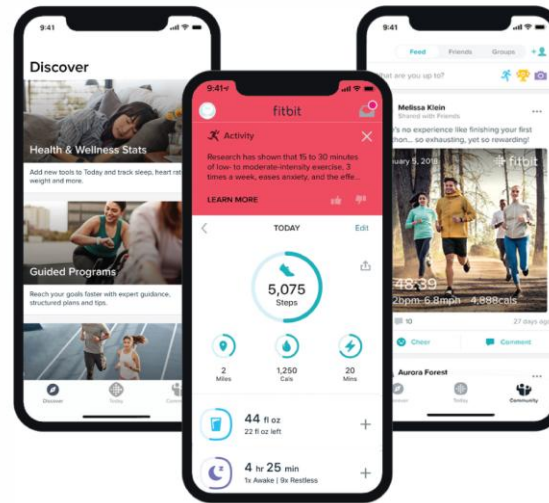 9:41
Discover
Health & Wellness Stats
Add new tools to Today and track sleep, heart rat
weight and more.
Guided Programs
Reach your goals faster with expert guidance,
structured plans and tips.
Discover
Today
9:41
fitbit
Activity
Research has shown that 15 to 30 minutes
of low- to moderate-intensity exercise, 3
times a week, eases anxiety, and the effe...
LEARN MORE
TODAY
Edit
5,075
Steps
2
Miles
1,250
Cals
20
Mins
44 fl oz
22 fl oz left
4 hr 25 min
1x Awake | 9x Restless
9:41
Feed Friends Groups
are you up to?
Melissa Klein
Shared with Friends
no experience like finishing your first
so exhausting, yet so rewarding!
5, 2018
fitbit
48:39
2bpm 6.8mph 4,888cals
10
27 days ago
Cheer
Comment
Aurora Forest
Today
Community